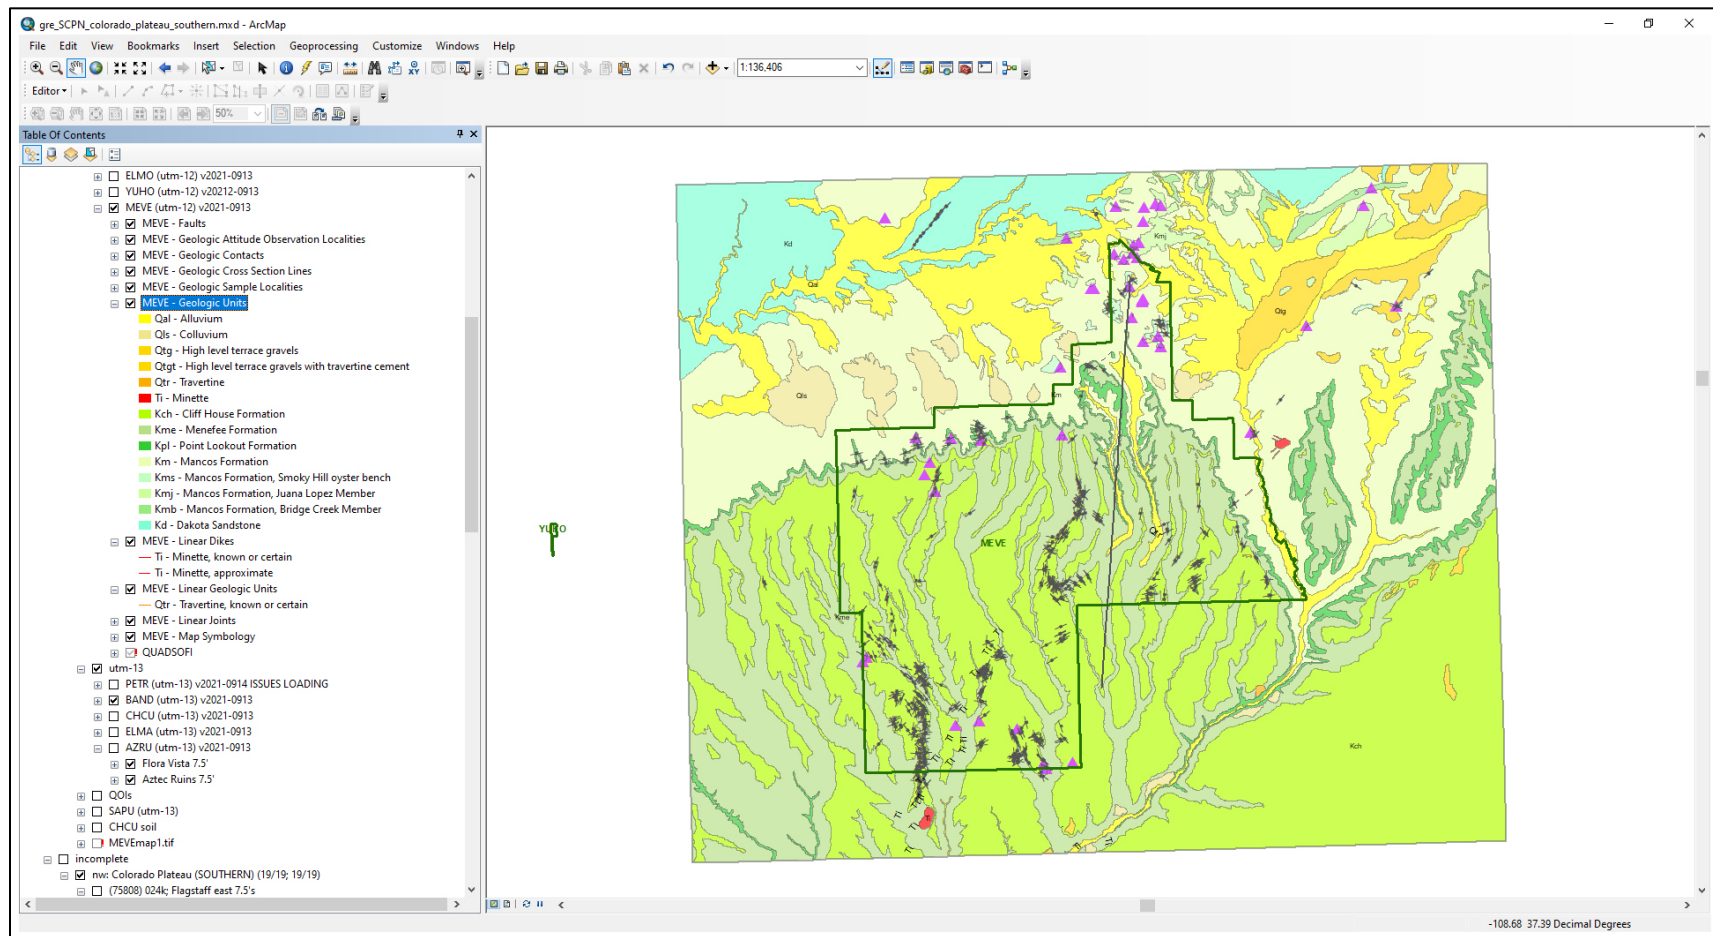 gre_SCPN_colorado_plateau_southern.mxd - ArcMap
File Edit View Bookmarks Insert Selection Geoprocessing Customize Windows Help
1:136,406
Editor
50%
Table Of Contents
ELMO (utm-12) v2021-0913
YUHO (utm-12) v20212-0913
MEVE (utm-12) v2021-0913
MEVE - Faults
MEVE - Geologic Attitude Observation Localities
MEVE - Geologic Contacts
MEVE - Geologic Cross Section Lines
MEVE - Geologic Sample Localities
MEVE - Geologic Units
Qal - Alluvium
Qls - Colluvium
Qtg - High level terrace gravels
Qtgt - High level terrace gravels with travertine cement
Qtr - Travertine
Ti - Minette
Kch - Cliff House Formation
Kme - Menefee Formation
Kpl - Point Lookout Formation
Km - Mancos Formation
Kms - Mancos Formation, Smoky Hill oyster bench
Kmj - Mancos Formation, Juana Lopez Member
Kmb - Mancos Formation, Bridge Creek Member
Kd - Dakota Sandstone
MEVE - Linear Dikes
Ti - Minette, known or certain
Ti - Minette, approximate
MEVE - Linear Geologic Units
Qtr - Travertine, known or certain
MEVE - Linear Joints
MEVE - Map Symbology
QUADSOFI
utm-13
PETR (utm-13) v2021-0914 ISSUES LOADING
BAND (utm-13) v2021-0913
CHCU (utm-13) v2021-0913
ELMA (utm-13) v2021-0913
AZRU (utm-13) v2021-0913
Flora Vista 7.5'
Aztec Ruins 7.5'
QOIs
SAPU (utm-13)
CHCU soil
MEVEmap1.tif
incomplete
nw: Colorado Plateau (SOUTHERN) (19/19; 19/19)
(75808) 024k; Flagstaff east 7.5's
Kd
Kmj
Qal
Qtg
Qls
Km
YUHO
MEVE
Kme
Ti
Ti
Ti
Ti
Kch
Ti
Ti
-108.68 37.39 Decimal Degrees